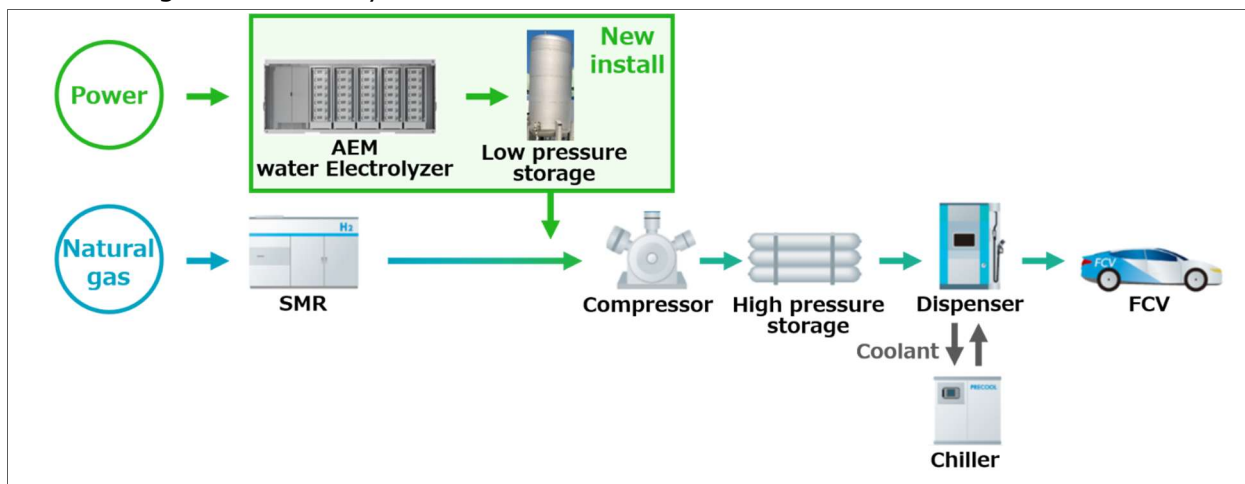 New
install
Power
AEM
water Electrolyzer
Low pressure
storage
Natural
gas
H2
SMR
Compressor
High pressure
storage
Dispenser
FCV
FCV
Coolant
PRECOOL
Chiller